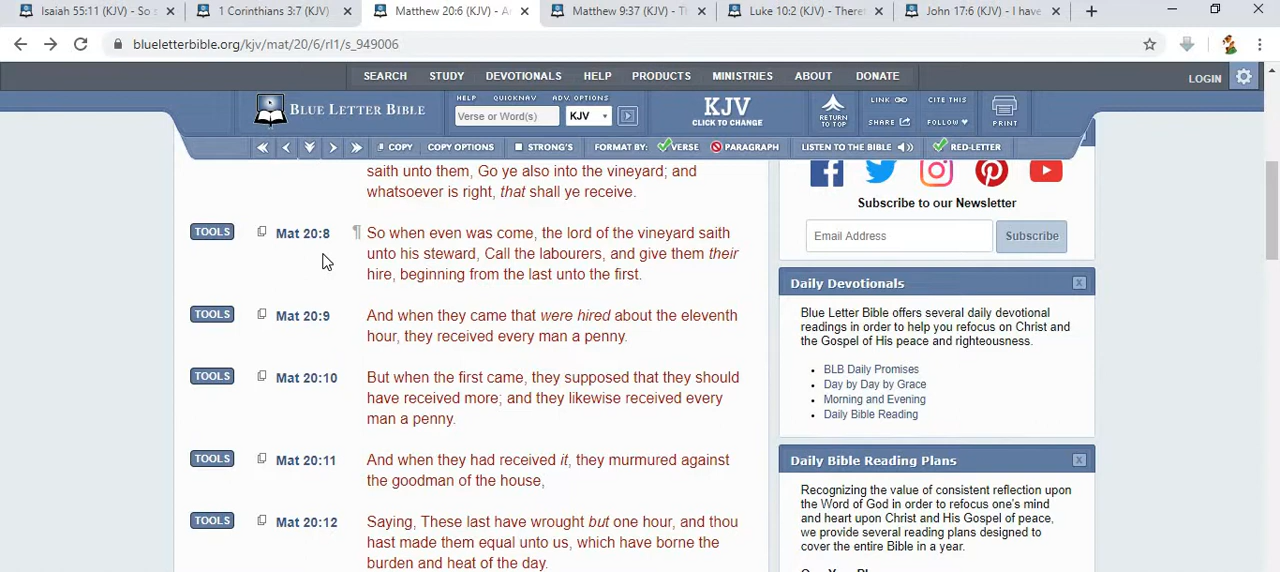 Isaiah 55:11 (KJV) - So s
1 Corinthians 3:7 (KJV)
Matthew 20:6 (KJV) - A
Matthew 9:37 (KJV) - T
Luke 10:2 (KJV) - Theref
John 17:6 (KJV) - I have
blueletterbible.org/kjv/mat/20/6/rl1/s_949006
SEARCH STUDY DEVOTIONALS HELP PRODUCTS MINISTRIES ABOUT DONATE
LOGIN
BLUE LETTER BIBLE
HELP QUICKNAV ADV. OPTIONS
Verse or Word(s) KJV
KJV
CLICK TO CHANGE
RETURN
TO TOP
LINK CITE THIS
SHARE FOLLOW
PRINT
COPY COPY OPTIONS STRONG'S FORMAT BY: VERSE PARAGRAPH LISTEN TO THE BIBLE RED-LETTER
saith unto them, Go ye also into the vineyard; and
whatsoever is right, that shall ye receive.
TOOLS Mat 20:8 ¶ So when even was come, the lord of the vineyard saith
unto his steward, Call the labourers, and give them their
hire, beginning from the last unto the first.
TOOLS Mat 20:9 And when they came that were hired about the eleventh
hour, they received every man a penny.
TOOLS Mat 20:10 But when the first came, they supposed that they should
have received more; and they likewise received every
man a penny.
TOOLS Mat 20:11 And when they had received it, they murmured against
the goodman of the house,
TOOLS Mat 20:12 Saying, These last have wrought but one hour, and thou
hast made them equal unto us, which have borne the
burden and heat of the day.
Subscribe to our Newsletter
Email Address Subscribe
Daily Devotionals
Blue Letter Bible offers several daily devotional
readings in order to help you refocus on Christ and
the Gospel of His peace and righteousness.
BLB Daily Promises
Day by Day by Grace
Morning and Evening
Daily Bible Reading
Daily Bible Reading Plans
Recognizing the value of consistent reflection upon
the Word of God in order to refocus one's mind
and heart upon Christ and His Gospel of peace,
we provide several reading plans designed to
cover the entire Bible in a year.